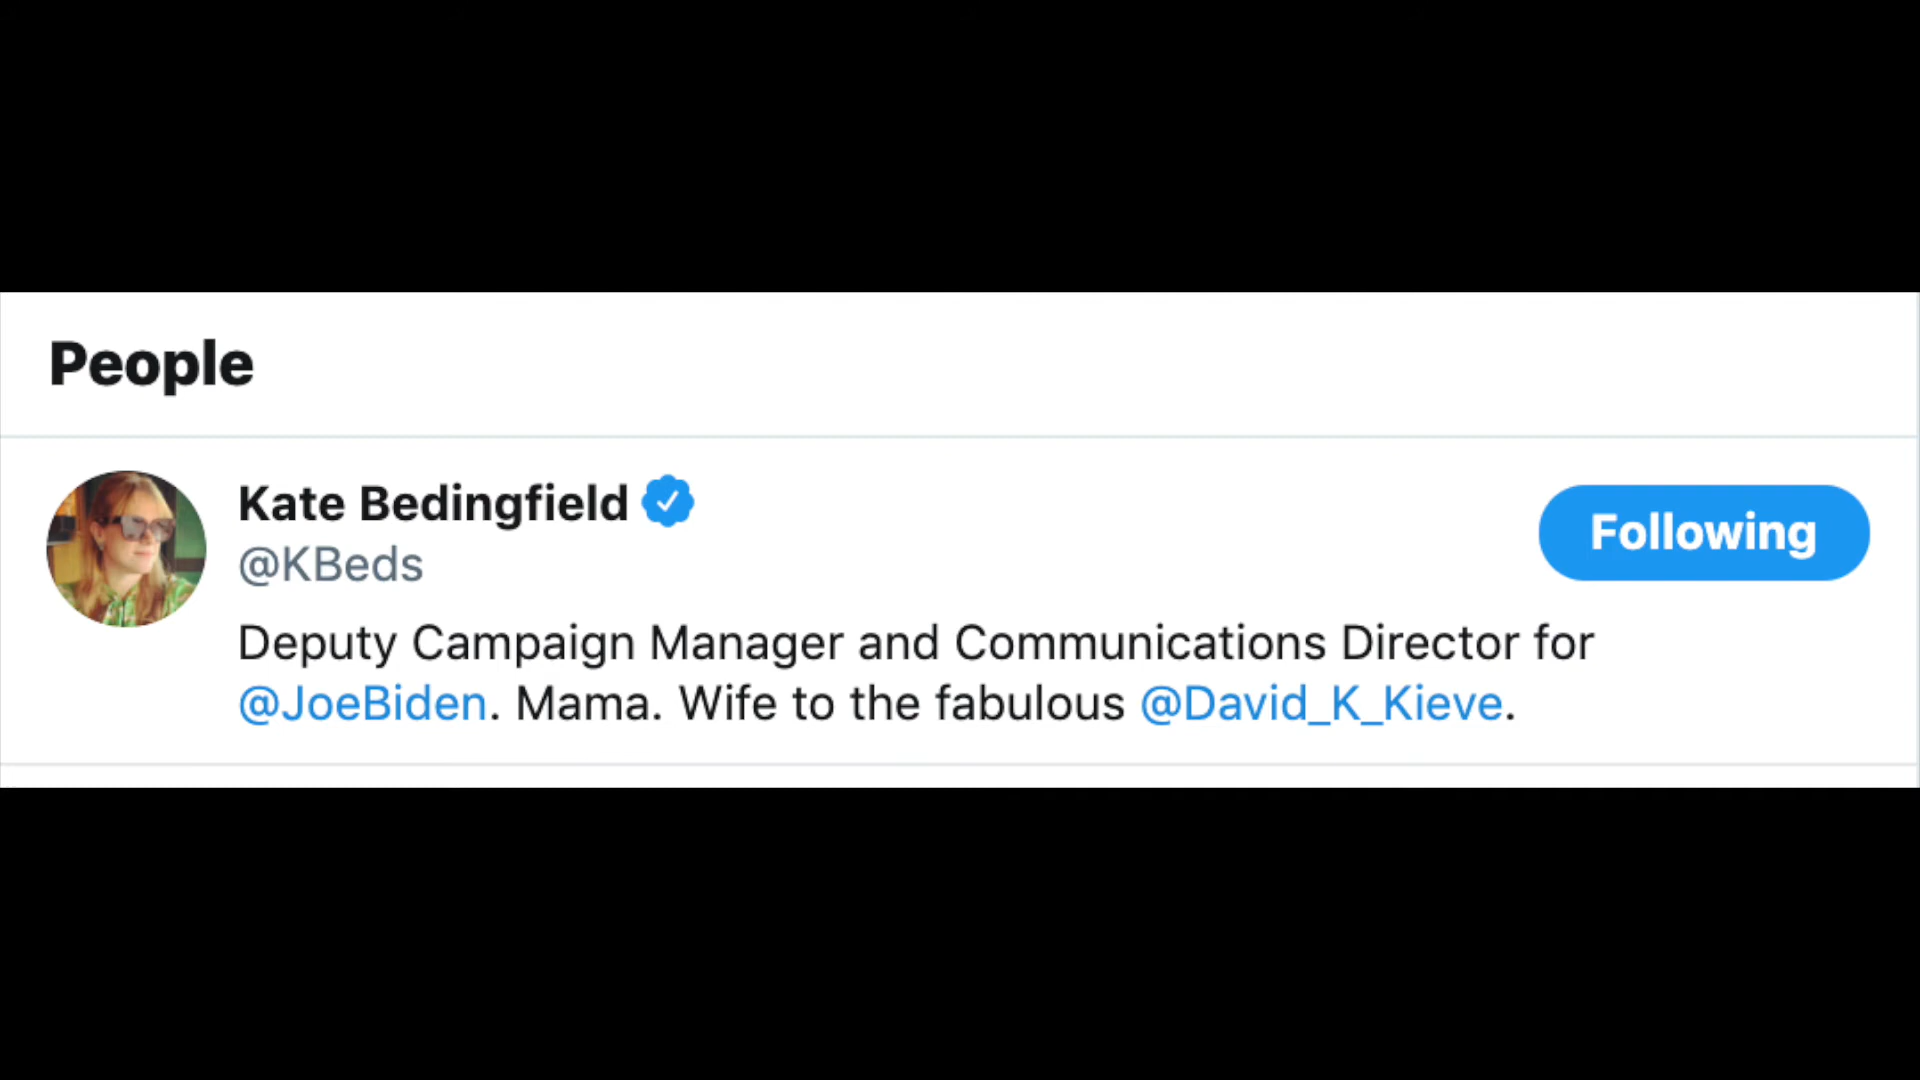 People
Kate Bedingfield
@KBeds
Following
Deputy Campaign Manager and Communications Director for
@JoeBiden. Mama. Wife to the fabulous @David_K_Kieve.